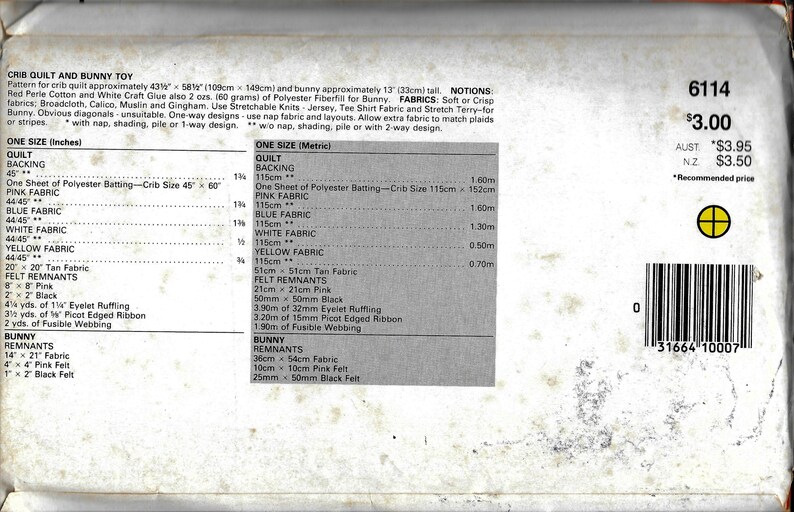 CRIB QUILT AND BUNNY TOY
Pattern for crib quilt approximately 43½" × 58½" (109cm × 149cm) and bunny approximately 13" (33cm) tall. NOTIONS:
Red Perle Cotton and White Craft Glue also 2 ozs. (60 grams) of Polyester Fiberfill for Bunny. FABRICS: Soft or Crisp
fabrics; Broadcloth, Calico, Muslin and Gingham. Use Stretchable Knits - Jersey, Tee Shirt Fabric and Stretch Terry–for
Bunny. Obvious diagonals - unsuitable. One-way designs - use nap fabric and layouts. Allow extra fabric to match plaids
or stripes. * with nap, shading, pile or 1-way design. ** w/o nap, shading, pile or with 2-way design.
ONE SIZE (Inches)
QUILT
BACKING
45" ** 1¾
One Sheet of Polyester Batting—Crib Size 45" × 60"
PINK FABRIC
44/45" ** 1¾
BLUE FABRIC
44/45" ** 1⅜
WHITE FABRIC
44/45" ** ½
YELLOW FABRIC
44/45" ** ¾
20" × 20" Tan Fabric
FELT REMNANTS
8" × 8" Pink
2" × 2" Black
4¼ yds. of 1¼" Eyelet Ruffling
3½ yds. of ⅝" Picot Edged Ribbon
2 yds. of Fusible Webbing
BUNNY
REMNANTS
14" × 21" Fabric
4" × 4" Pink Felt
1" × 2" Black Felt
ONE SIZE (Metric)
QUILT
BACKING
115cm ** 1.60m
One Sheet of Polyester Batting—Crib Size 115cm × 152cm
PINK FABRIC
115cm ** 1.60m
BLUE FABRIC
115cm ** 1.30m
WHITE FABRIC
115cm ** 0.50m
YELLOW FABRIC
115cm ** 0.70m
51cm × 51cm Tan Fabric
FELT REMNANTS
21cm × 21cm Pink
50mm × 50mm Black
3.90m of 32mm Eyelet Ruffling
3.20m of 15mm Picot Edged Ribbon
1.90m of Fusible Webbing
BUNNY
REMNANTS
36cm × 54cm Fabric
10cm × 10cm Pink Felt
25mm × 50mm Black Felt
6114
$3.00
AUST. *$3.95
N.Z. $3.50
*Recommended price
0 31664 10007